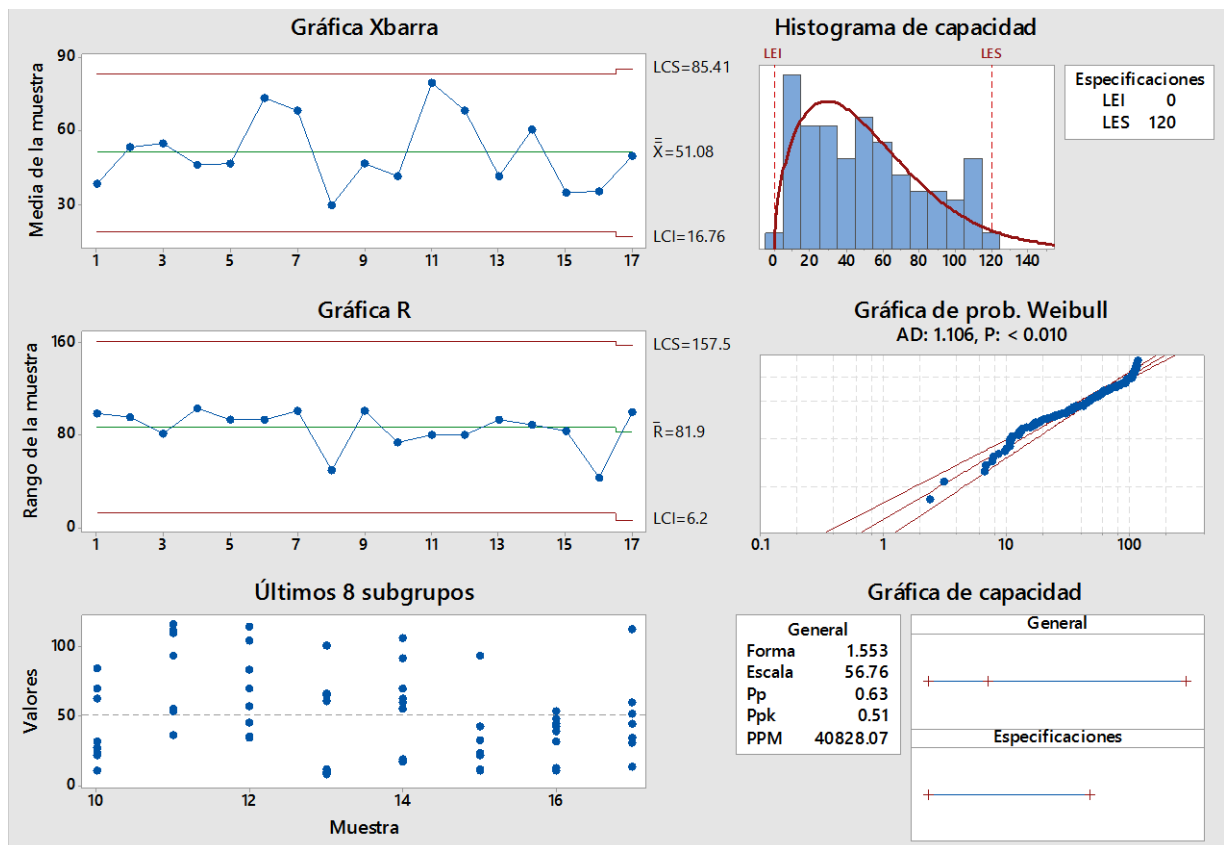 Gráfica Xbarra
Media de la muestra
90
60
30
1 3 5 7 9 11 13 15 17
LCS=85.41
X=51.08
LCI=16.76
Histograma de capacidad
LEI LES
0 20 40 60 80 100 120 140
Especificaciones
LEI 0
LES 120
Gráfica R
Rango de la muestra
160
80
0
1 3 5 7 9 11 13 15 17
LCS=157.5
R=81.9
LCI=6.2
Gráfica de prob. Weibull
AD: 1.106, P: < 0.010
0.1 1 10 100
Últimos 8 subgrupos
Valores
100
50
0
10 12 14 16
Muestra
Gráfica de capacidad
General
Forma 1.553
Escala 56.76
Pp 0.63
Ppk 0.51
PPM 40828.07
General
Especificaciones